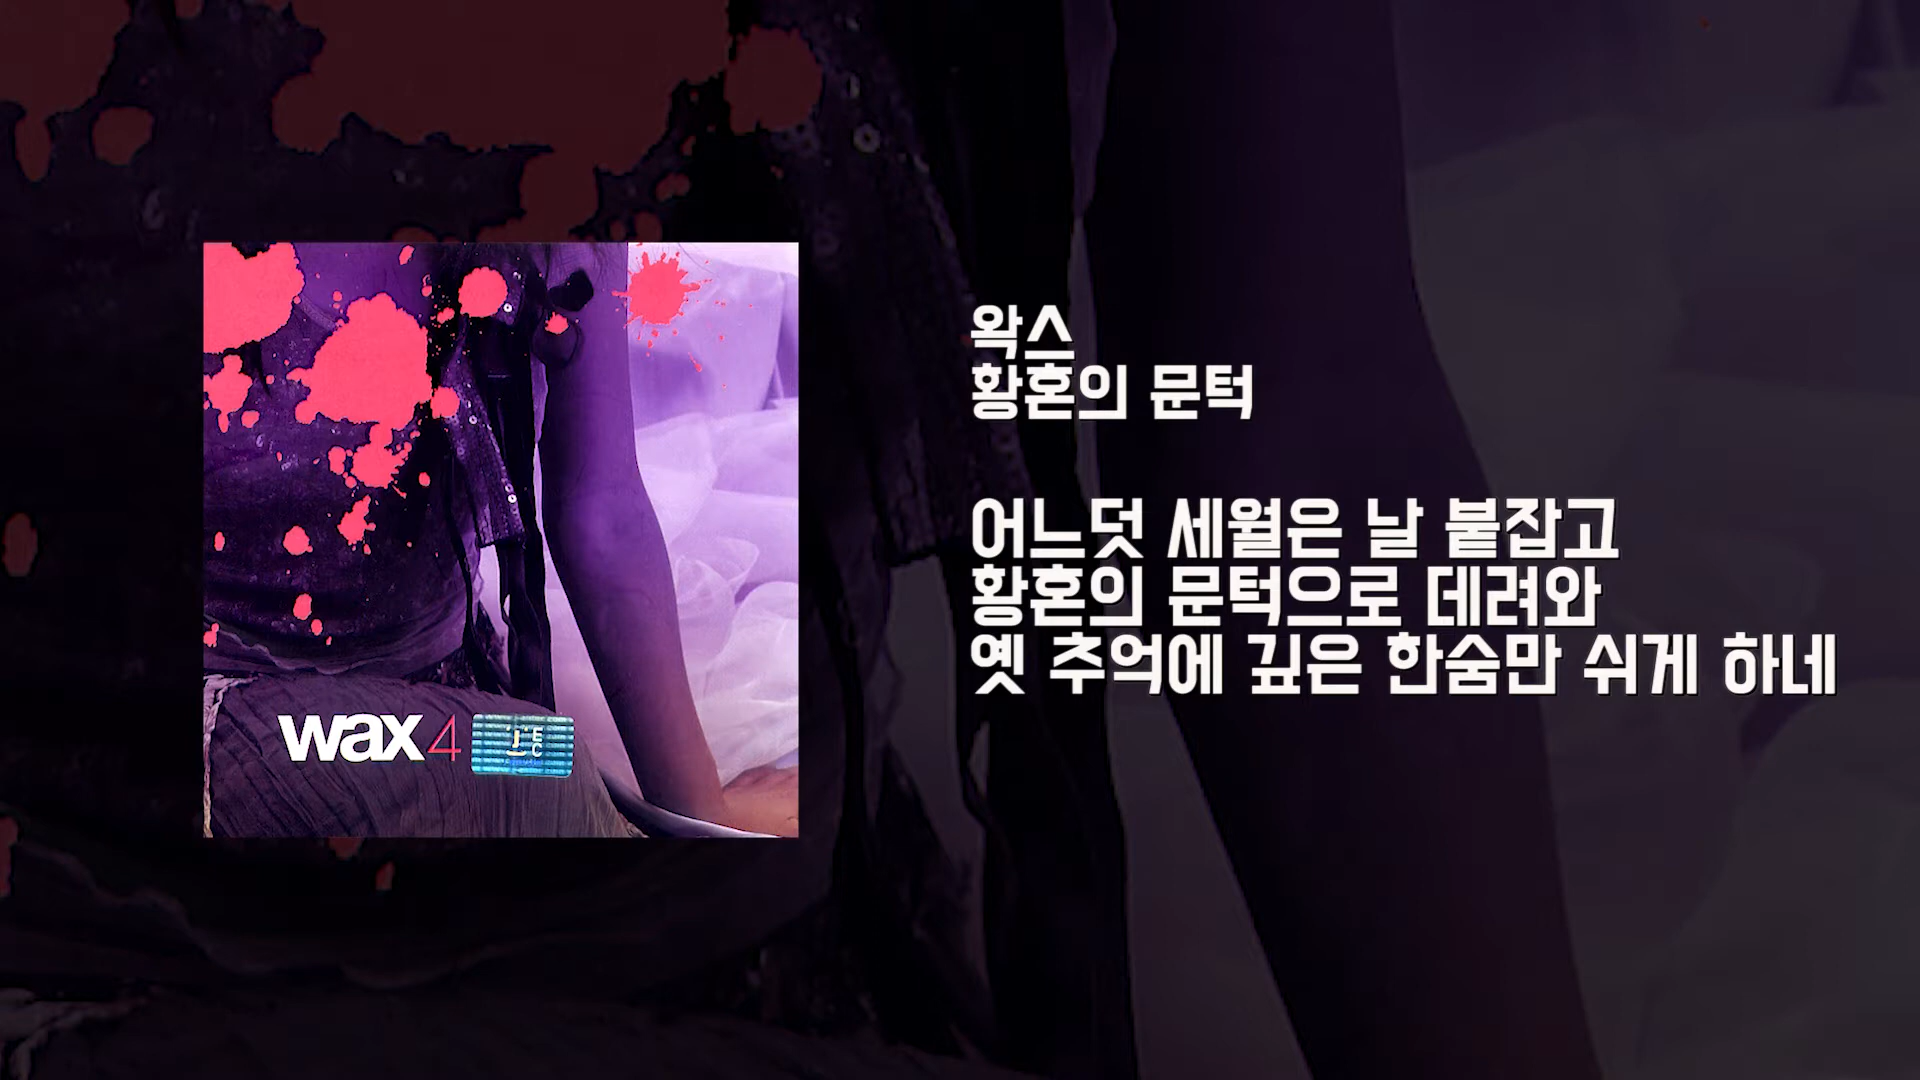 왁스
황혼의 문턱
어느덧 세월은 날 붙잡고
황혼의 문턱으로 데려와
옛 추억에 깊은 한숨만 쉬게 하네
wax4